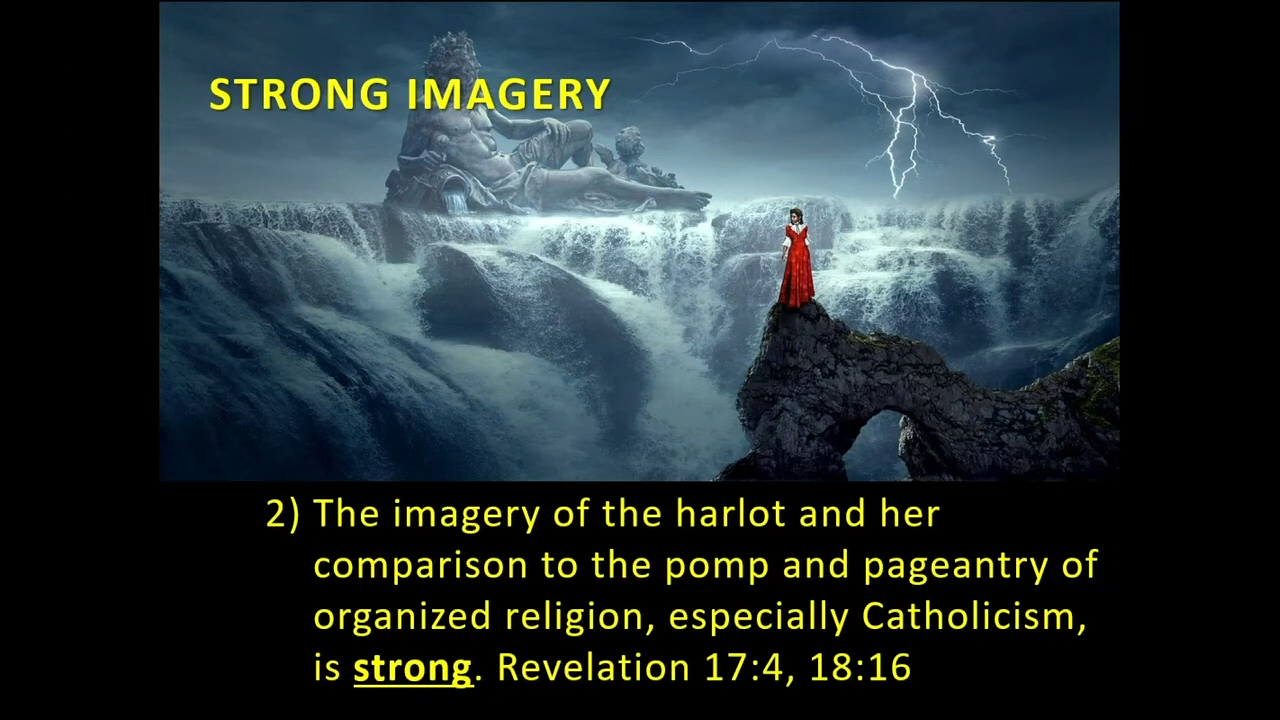 STRONG IMAGERY
2) The imagery of the harlot and her
comparison to the pomp and pageantry of
organized religion, especially Catholicism,
is strong. Revelation 17:4, 18:16